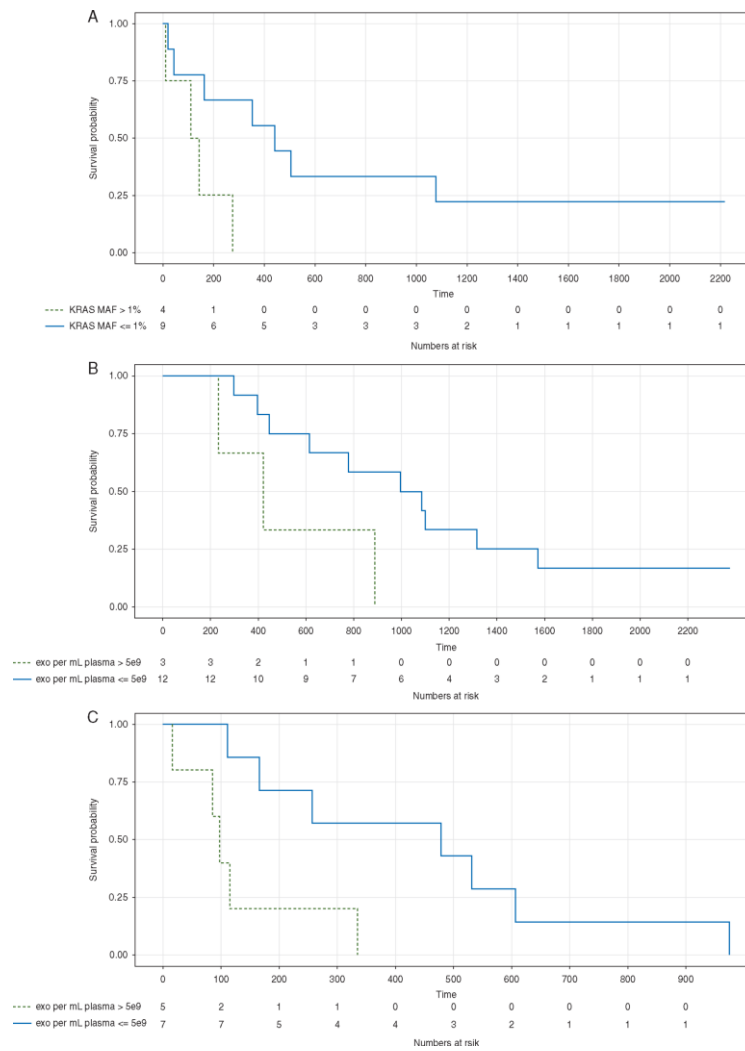 A
1.00
0.75
0.50
0.25
0.00
Survival probability
0 200 400 600 800 1000 1200 1400 1600 1800 2000 2200
Time
KRAS MAF > 1% 4 1 0 0 0 0 0 0 0 0 0 0
KRAS MAF <= 1% 9 6 5 3 3 3 2 1 1 1 1 1
Numbers at risk
B
1.00
0.75
0.50
0.25
0.00
Survival probability
0 200 400 600 800 1000 1200 1400 1600 1800 2000 2200
Time
exo per mL plasma > 5e9 3 3 2 1 1 0 0 0 0 0 0 0
exo per mL plasma <= 5e9 12 12 10 9 7 6 4 3 2 1 1 1
Numbers at risk
C
1.00
0.75
0.50
0.25
0.00
Survival probability
0 100 200 300 400 500 600 700 800 900
Time
exo per mL plasma > 5e9 5 2 1 1 0 0 0 0 0 0
exo per mL plasma <= 5e9 7 7 5 4 4 3 2 1 1 1
Numbers at rsik